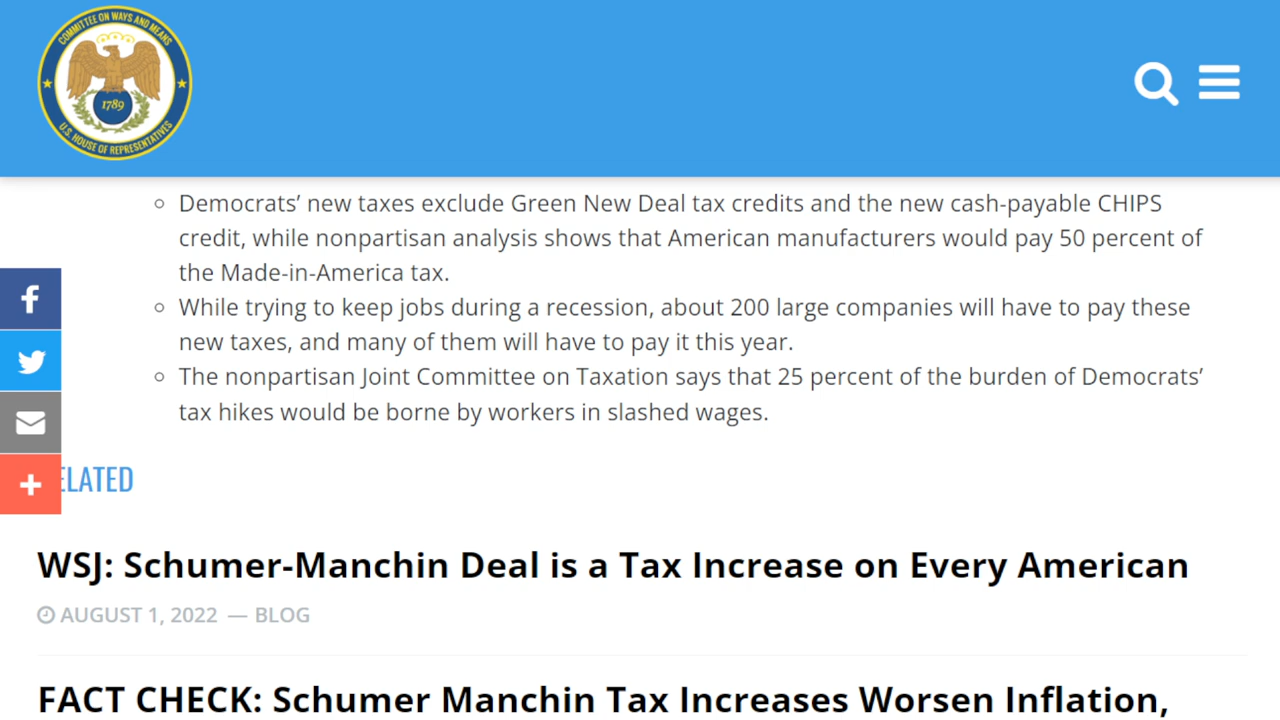 COMMITTEE ON WAYS AND MEANS
1789
U.S. HOUSE OF REPRESENTATIVES
Democrats’ new taxes exclude Green New Deal tax credits and the new cash-payable CHIPS
credit, while nonpartisan analysis shows that American manufacturers would pay 50 percent of
the Made-in-America tax.
While trying to keep jobs during a recession, about 200 large companies will have to pay these
new taxes, and many of them will have to pay it this year.
The nonpartisan Joint Committee on Taxation says that 25 percent of the burden of Democrats’
tax hikes would be borne by workers in slashed wages.
ELATED
WSJ: Schumer-Manchin Deal is a Tax Increase on Every American
AUGUST 1, 2022 — BLOG
FACT CHECK: Schumer Manchin Tax Increases Worsen Inflation,